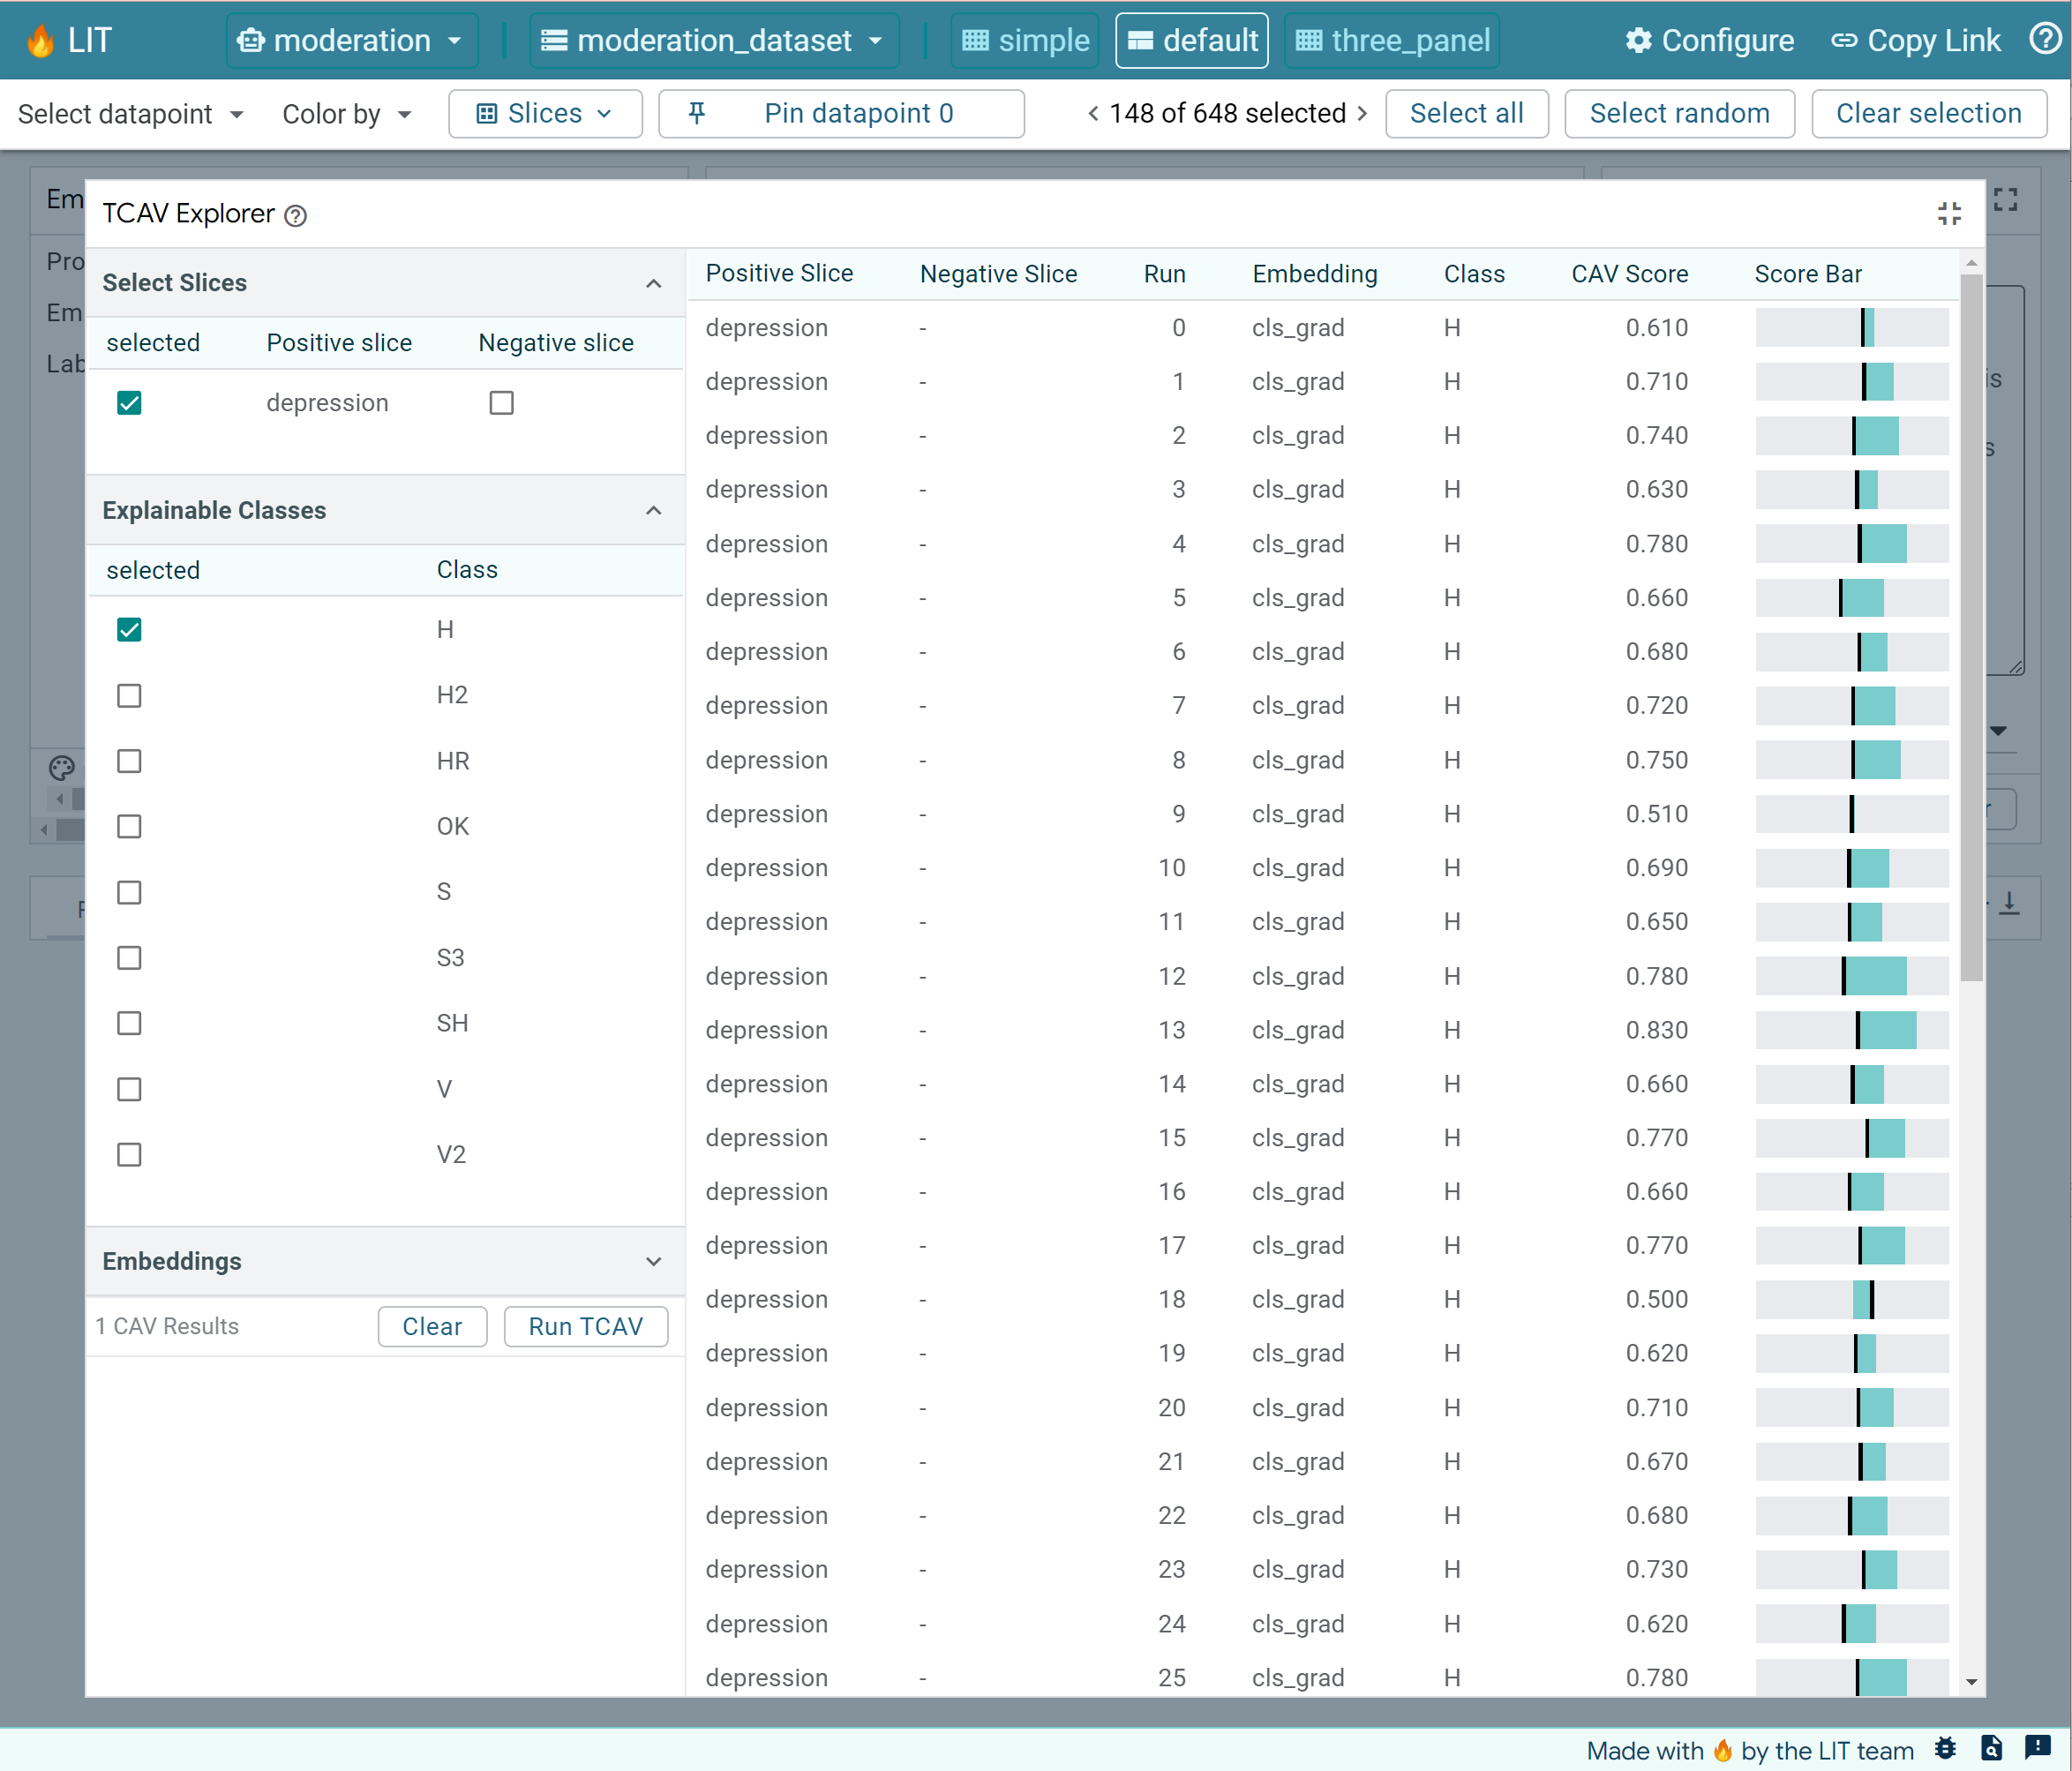 LIT moderation moderation_dataset simple default three_panel Configure Copy Link
Select datapoint Color by Slices Pin datapoint 0 148 of 648 selected Select all Select random Clear selection
TCAV Explorer
Select Slices
selected Positive slice Negative slice
depression
Explainable Classes
selected Class
H
H2
HR
OK
S
S3
SH
V
V2
Embeddings
1 CAV Results Clear Run TCAV
Positive Slice Negative Slice Run Embedding Class CAV Score Score Bar
depression - 0 cls_grad H 0.610
depression - 1 cls_grad H 0.710
depression - 2 cls_grad H 0.740
depression - 3 cls_grad H 0.630
depression - 4 cls_grad H 0.780
depression - 5 cls_grad H 0.660
depression - 6 cls_grad H 0.680
depression - 7 cls_grad H 0.720
depression - 8 cls_grad H 0.750
depression - 9 cls_grad H 0.510
depression - 10 cls_grad H 0.690
depression - 11 cls_grad H 0.650
depression - 12 cls_grad H 0.780
depression - 13 cls_grad H 0.830
depression - 14 cls_grad H 0.660
depression - 15 cls_grad H 0.770
depression - 16 cls_grad H 0.660
depression - 17 cls_grad H 0.770
depression - 18 cls_grad H 0.500
depression - 19 cls_grad H 0.620
depression - 20 cls_grad H 0.710
depression - 21 cls_grad H 0.670
depression - 22 cls_grad H 0.680
depression - 23 cls_grad H 0.730
depression - 24 cls_grad H 0.620
depression - 25 cls_grad H 0.780
Made with 🔥 by the LIT team